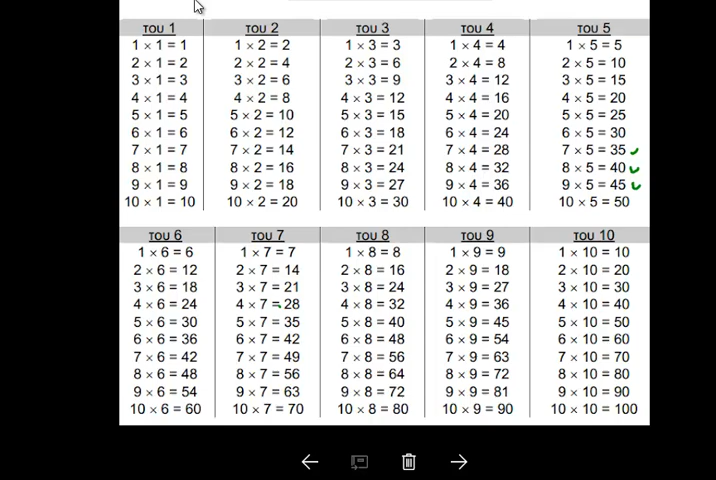 ΤΟΥ 1 ΤΟΥ 2 ΤΟΥ 3 ΤΟΥ 4 ΤΟΥ 5
1 × 1 = 1 1 × 2 = 2 1 × 3 = 3 1 × 4 = 4 1 × 5 = 5
2 × 1 = 2 2 × 2 = 4 2 × 3 = 6 2 × 4 = 8 2 × 5 = 10
3 × 1 = 3 3 × 2 = 6 3 × 3 = 9 3 × 4 = 12 3 × 5 = 15
4 × 1 = 4 4 × 2 = 8 4 × 3 = 12 4 × 4 = 16 4 × 5 = 20
5 × 1 = 5 5 × 2 = 10 5 × 3 = 15 5 × 4 = 20 5 × 5 = 25
6 × 1 = 6 6 × 2 = 12 6 × 3 = 18 6 × 4 = 24 6 × 5 = 30
7 × 1 = 7 7 × 2 = 14 7 × 3 = 21 7 × 4 = 28 7 × 5 = 35
8 × 1 = 8 8 × 2 = 16 8 × 3 = 24 8 × 4 = 32 8 × 5 = 40
9 × 1 = 9 9 × 2 = 18 9 × 3 = 27 9 × 4 = 36 9 × 5 = 45
10 × 1 = 10 10 × 2 = 20 10 × 3 = 30 10 × 4 = 40 10 × 5 = 50
ΤΟΥ 6 ΤΟΥ 7 ΤΟΥ 8 ΤΟΥ 9 ΤΟΥ 10
1 × 6 = 6 1 × 7 = 7 1 × 8 = 8 1 × 9 = 9 1 × 10 = 10
2 × 6 = 12 2 × 7 = 14 2 × 8 = 16 2 × 9 = 18 2 × 10 = 20
3 × 6 = 18 3 × 7 = 21 3 × 8 = 24 3 × 9 = 27 3 × 10 = 30
4 × 6 = 24 4 × 7 = 28 4 × 8 = 32 4 × 9 = 36 4 × 10 = 40
5 × 6 = 30 5 × 7 = 35 5 × 8 = 40 5 × 9 = 45 5 × 10 = 50
6 × 6 = 36 6 × 7 = 42 6 × 8 = 48 6 × 9 = 54 6 × 10 = 60
7 × 6 = 42 7 × 7 = 49 7 × 8 = 56 7 × 9 = 63 7 × 10 = 70
8 × 6 = 48 8 × 7 = 56 8 × 8 = 64 8 × 9 = 72 8 × 10 = 80
9 × 6 = 54 9 × 7 = 63 9 × 8 = 72 9 × 9 = 81 9 × 10 = 90
10 × 6 = 60 10 × 7 = 70 10 × 8 = 80 10 × 9 = 90 10 × 10 = 100